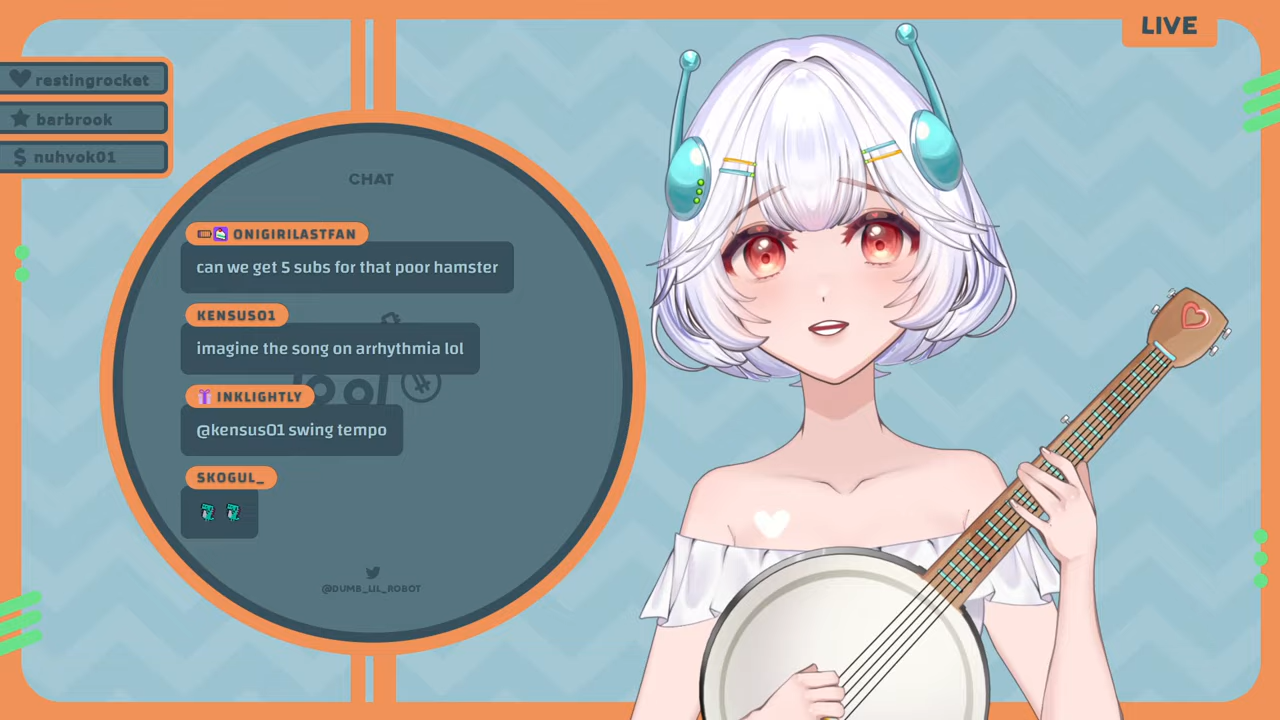 LIVE
restingrocket
barbrook
$ nuhvok01
CHAT
ONIGIRILASTFAN
can we get 5 subs for that poor hamster
KENSUS01
imagine the song on arrhythmia lol
INKLIGHTLY
@kensus01 swing tempo
SKOGUL_
@DUMB_LIL_ROBOT